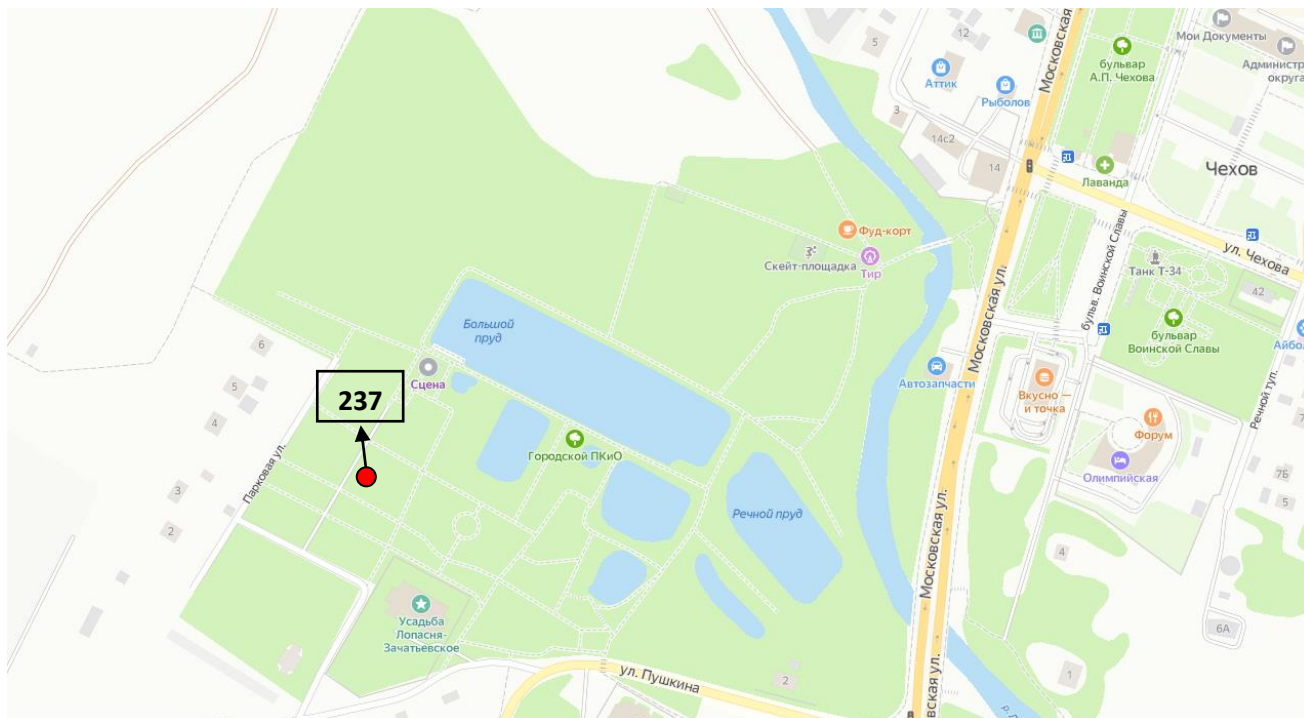 Московская
5
12
Мои Документы
бульвар
А.П. Чехова
Администр
округа
Аттик
Рыболов
3
14с2
14
Лаванда
Чехов
Фуд-корт
Скейт-площадка
Тир
ул. Чехова
Танк Т-34
бульв. Воинской Славы
Московская ул.
42
бульвар
Воинской Славы
Большой
пруд
6
Сцена
5
237
4
Автозапчасти
Вкусно —
и точка
Речной туп.
7
Форум
Олимпийская
Городской ПКиО
Парковая ул.
3
2
7Б
5
Речной пруд
Московская ул.
4
Усадьба
Лопасня-
Зачатьевское
6А
ул. Пушкина
2
1